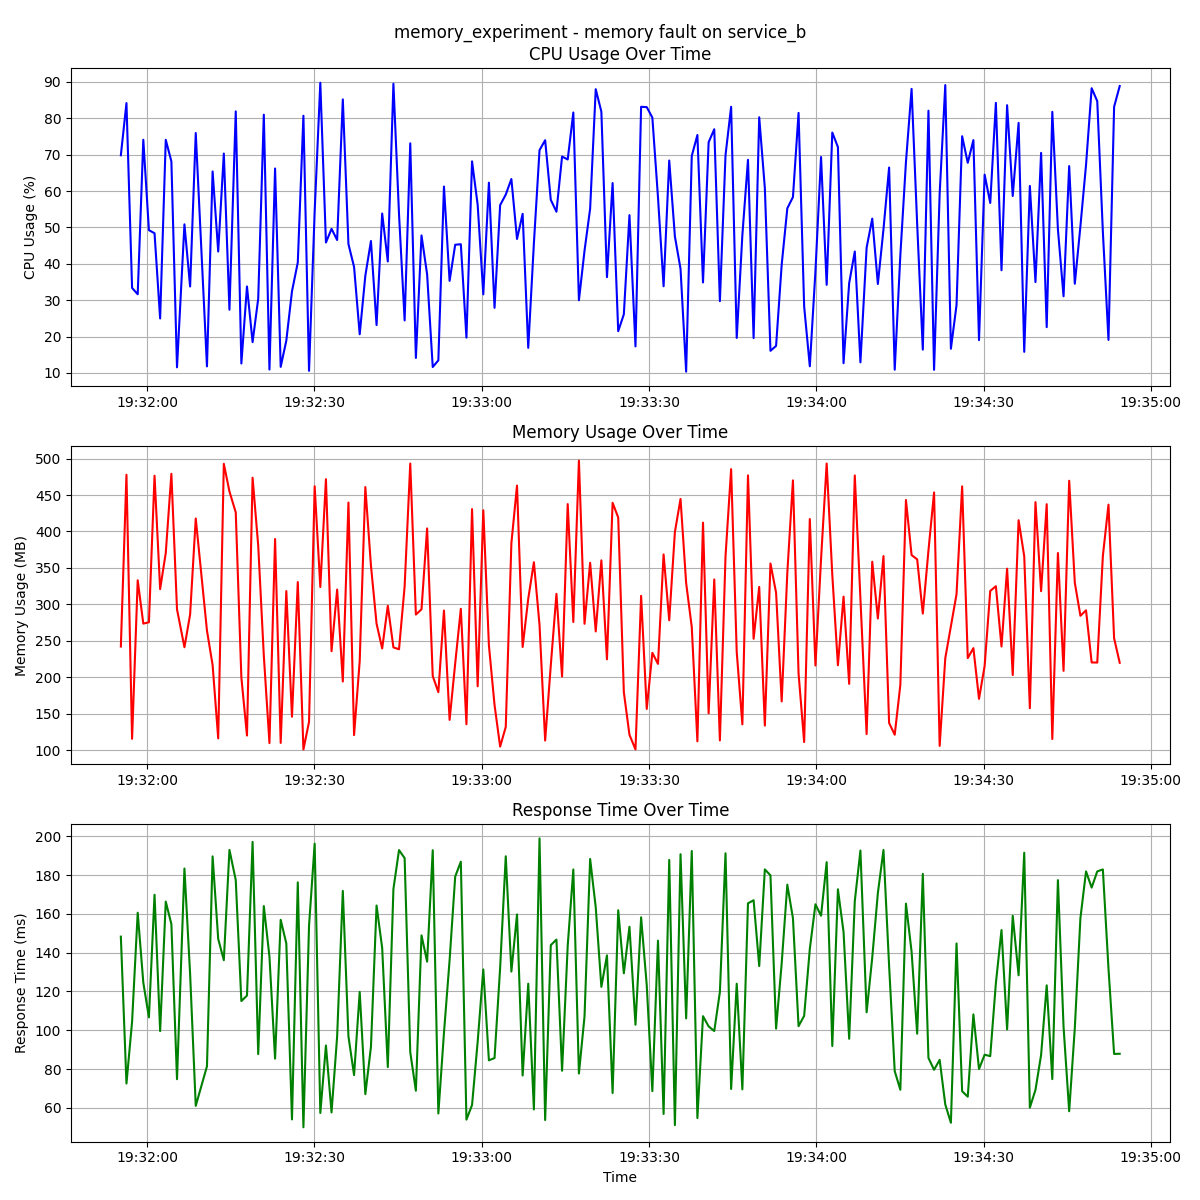 memory_experiment - memory fault on service_b
CPU Usage Over Time
CPU Usage (%)
90
80
70
60
50
40
30
20
10
19:32:00 19:32:30 19:33:00 19:33:30 19:34:00 19:34:30 19:35:00
Memory Usage Over Time
Memory Usage (MB)
500
450
400
350
300
250
200
150
100
19:32:00 19:32:30 19:33:00 19:33:30 19:34:00 19:34:30 19:35:00
Response Time Over Time
Response Time (ms)
200
180
160
140
120
100
80
60
19:32:00 19:32:30 19:33:00 19:33:30 19:34:00 19:34:30 19:35:00
Time